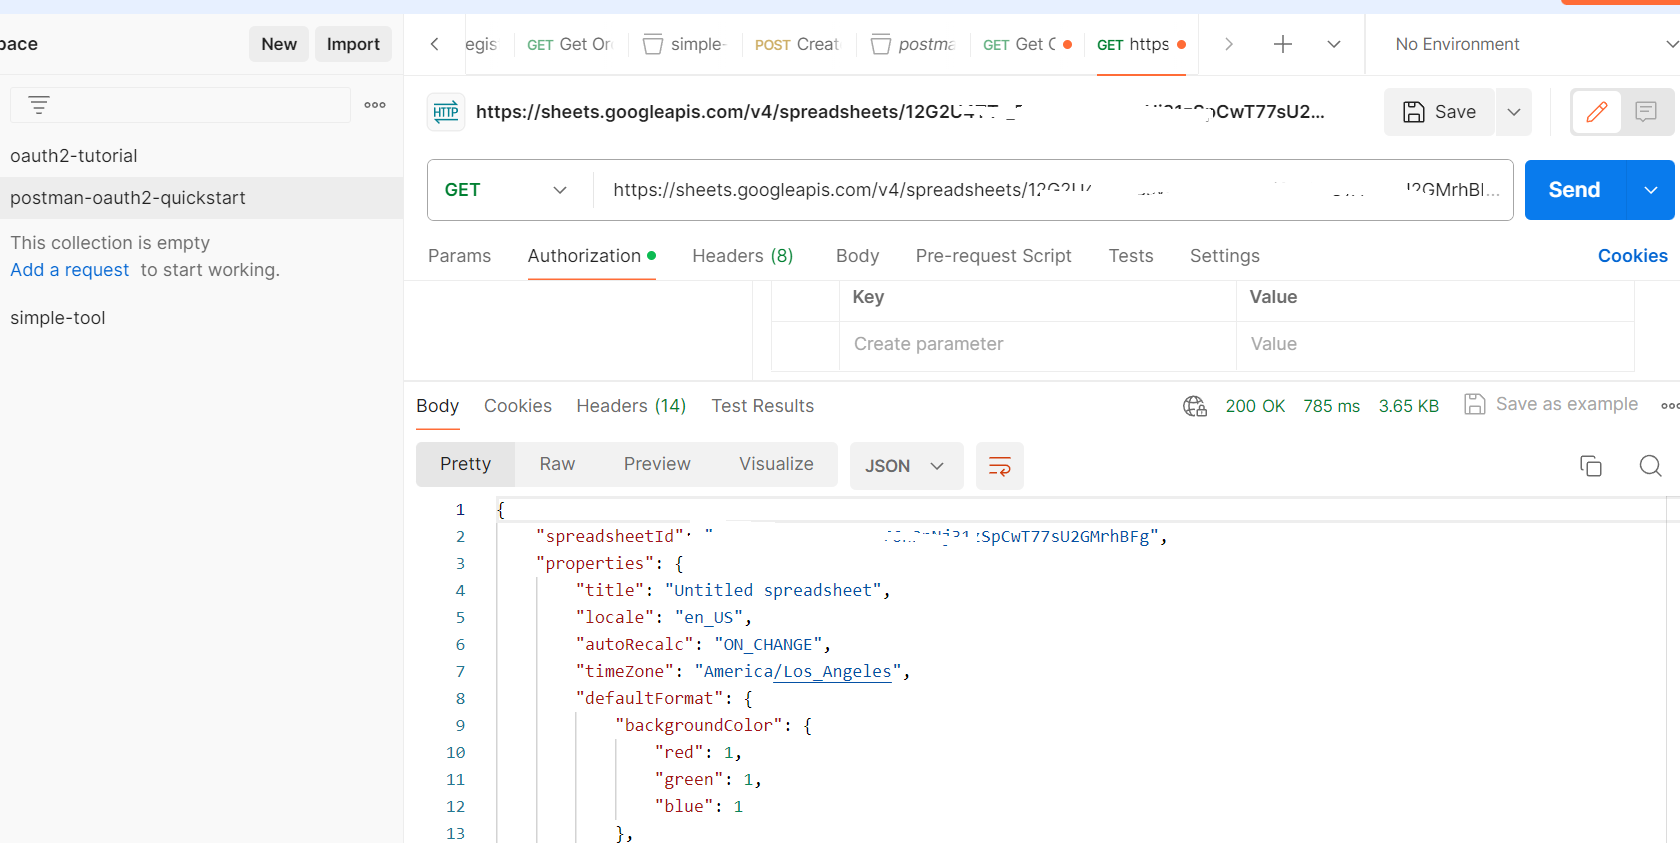 pace
New
Import
egis
GET Get Or
simple-
POST Creat
postma
GET Get C
GET https
No Environment
HTTP
https://sheets.googleapis.com/v4/spreadsheets/12G2U4 pCwT77sU2...
Save
oauth2-tutorial
postman-oauth2-quickstart
This collection is empty
Add a request to start working.
simple-tool
GET
https://sheets.googleapis.com/v4/spreadsheets/12G2U 2GMrhBl...
Send
Params
Authorization
Headers (8)
Body
Pre-request Script
Tests
Settings
Cookies
Key
Value
Create parameter
Value
Body
Cookies
Headers (14)
Test Results
200 OK
785 ms
3.65 KB
Save as example
Pretty
Raw
Preview
Visualize
JSON
1 {
2 "spreadsheetId": " SpCwT77sU2GMrhBFg",
3 "properties": {
4 "title": "Untitled spreadsheet",
5 "locale": "en_US",
6 "autoRecalc": "ON_CHANGE",
7 "timeZone": "America/Los_Angeles",
8 "defaultFormat": {
9 "backgroundColor": {
10 "red": 1,
11 "green": 1,
12 "blue": 1
13 },